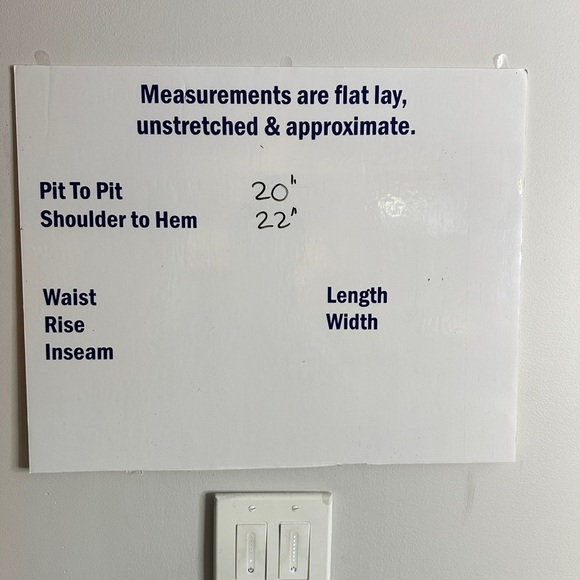 Measurements are flat lay,
unstretched & approximate.
Pit To Pit 20"
Shoulder to Hem 22"
Waist
Rise
Inseam
Length
Width